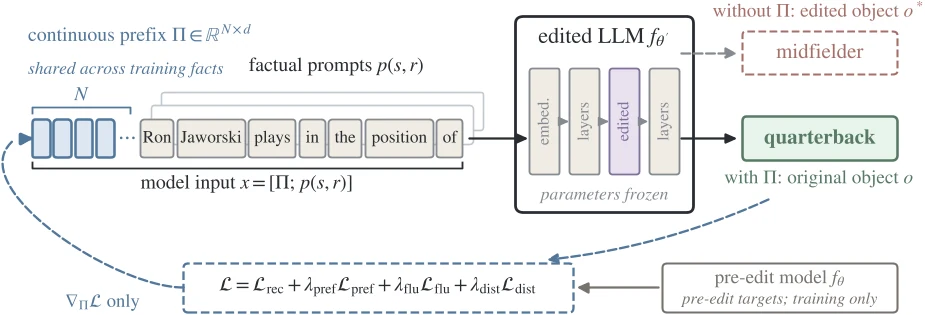 continuous prefix Π ∈ ℝ^{N×d}
shared across training facts
N
factual prompts p(s, r)
... Ron Jaworski plays in the position of
model input x = [Π; p(s, r)]
edited LLM f_{θ′}
embed.
layers
edited
layers
parameters frozen
without Π: edited object o*
midfielder
quarterback
with Π: original object o
∇_Π ℒ only
ℒ = ℒ_rec + λ_pref ℒ_pref + λ_flu ℒ_flu + λ_dist ℒ_dist
pre-edit model f_θ
pre-edit targets; training only